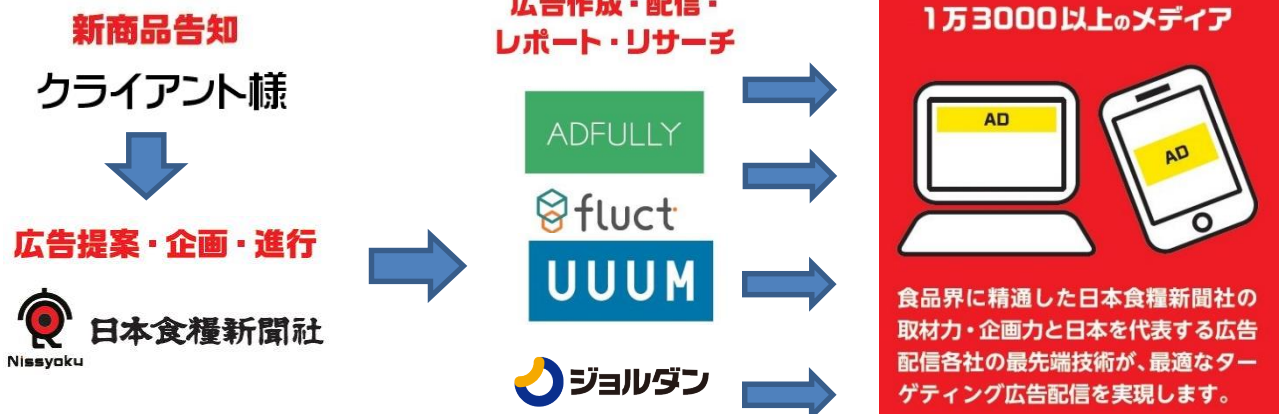 新商品告知
クライアント様
広告提案・企画・進行
Nissyoku
日本食糧新聞社
広告作成・配信・
レポート・リサーチ
ADFULLY
fluct
UUUM
ジョルダン
1万3000以上のメディア
AD
AD
食品界に精通した日本食糧新聞社の
取材力・企画力と日本を代表する広告
配信各社の最先端技術が、最適なター
ゲティング広告配信を実現します。